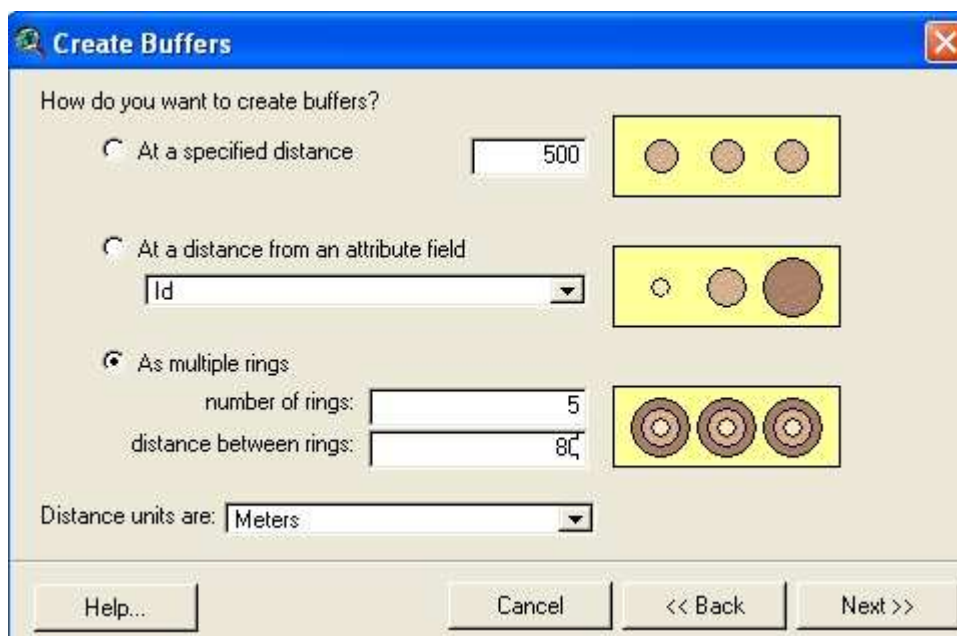 Create Buffers
How do you want to create buffers?
At a specified distance 500
At a distance from an attribute field
Id
As multiple rings
number of rings: 5
distance between rings: 80
Distance units are: Meters
Help... Cancel << Back Next >>